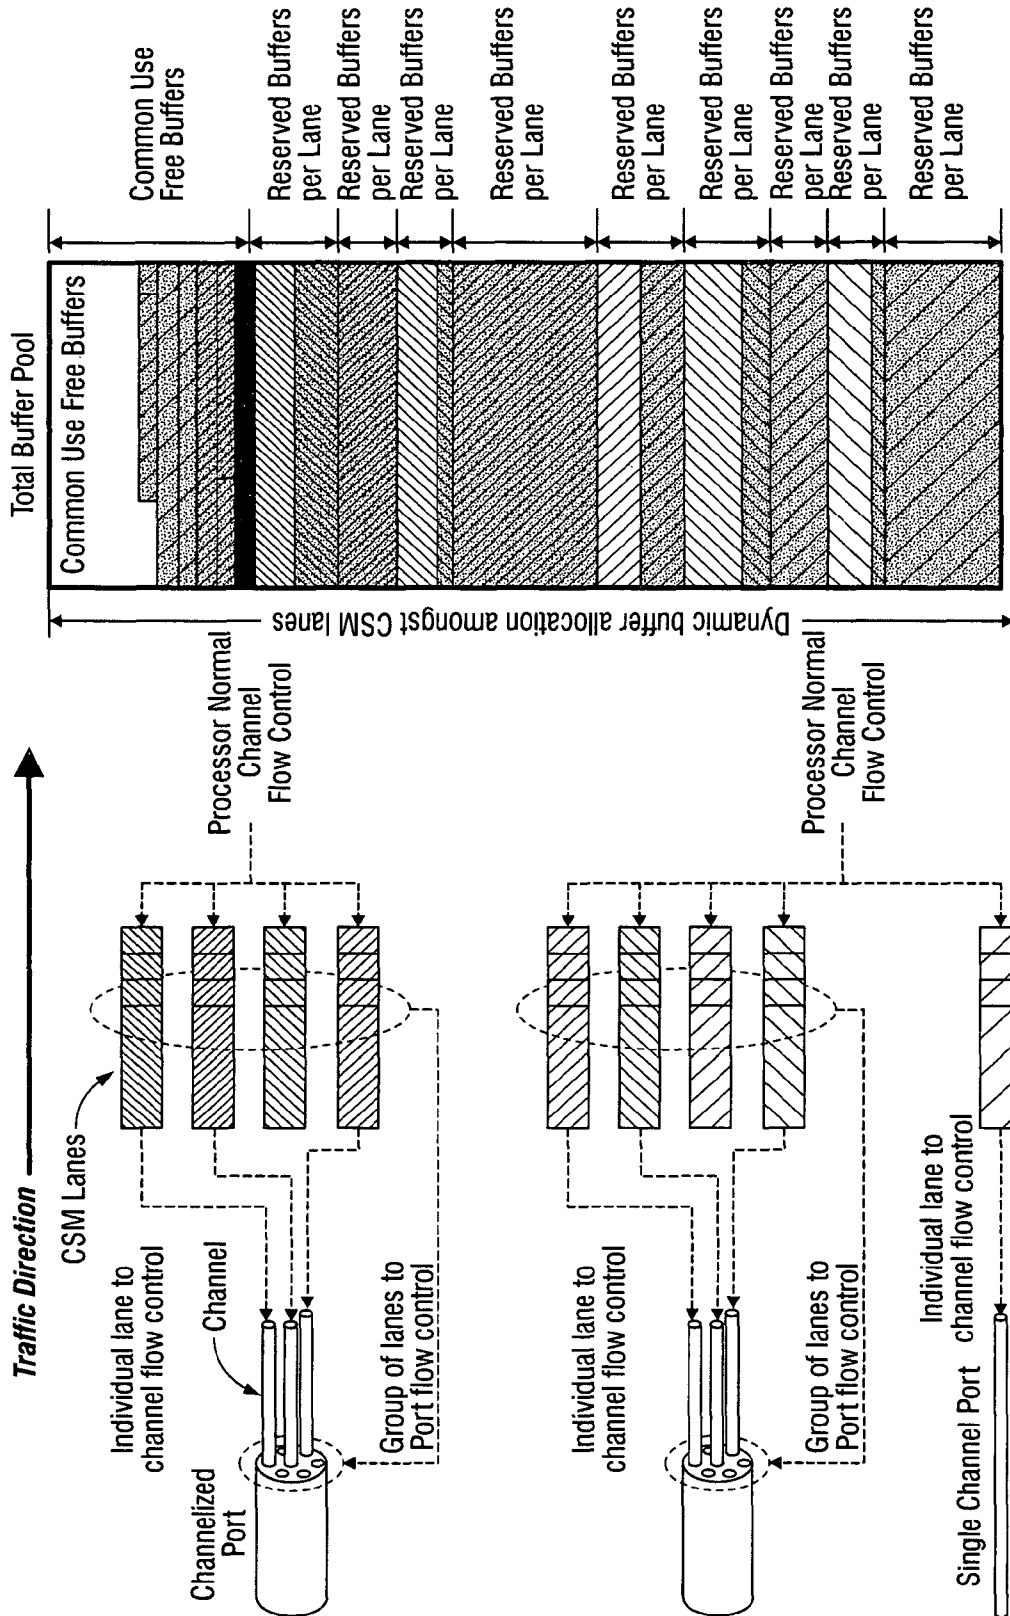 Traffic Direction
CSM Lanes
Individual lane to
channel flow control
Channel
Channelized
Port
Group of lanes to
Port flow control
Processor Normal
Channel
Flow Control
Individual lane to
channel flow control
Group of lanes to
Port flow control
Processor Normal
Channel
Flow Control
Individual lane to
channel flow control
Single Channel Port
Total Buffer Pool
Common Use Free Buffers
Dynamic buffer allocation amongst CSM lanes
Common Use
Free Buffers
Reserved Buffers
per Lane
Reserved Buffers
per Lane
Reserved Buffers
per Lane
Reserved Buffers
per Lane
Reserved Buffers
per Lane
Reserved Buffers
per Lane
Reserved Buffers
per Lane
Reserved Buffers
per Lane
Reserved Buffers
per Lane